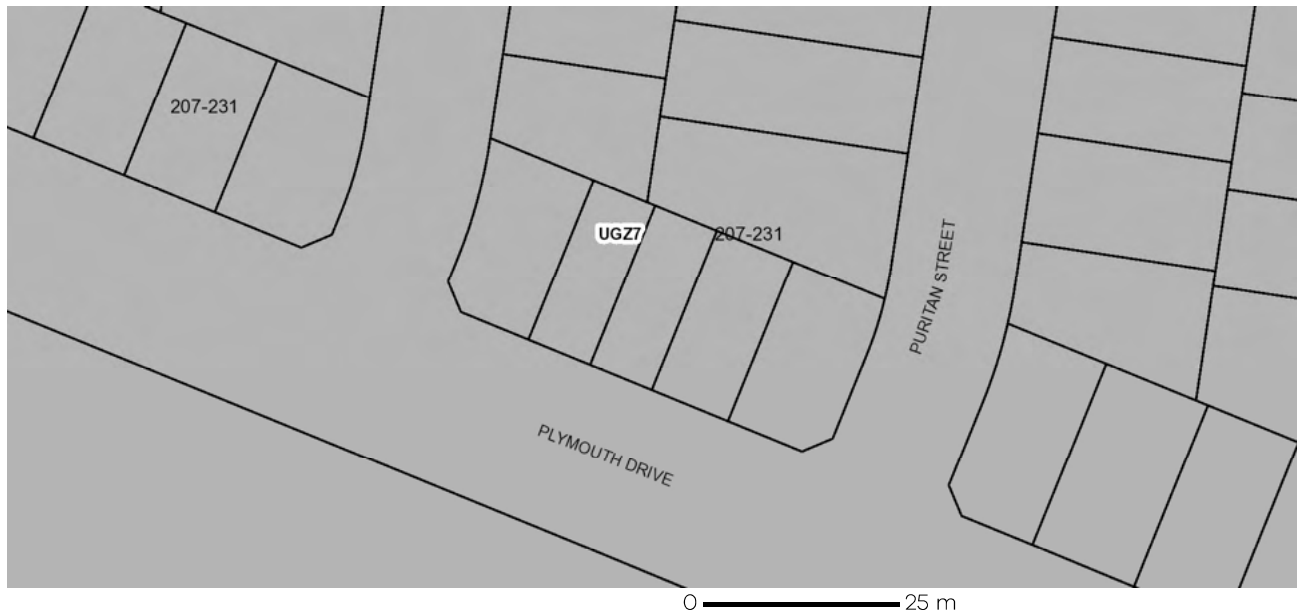 207-231
UGZ7
207-231
PURITAN STREET
PLYMOUTH DRIVE
0 25 m